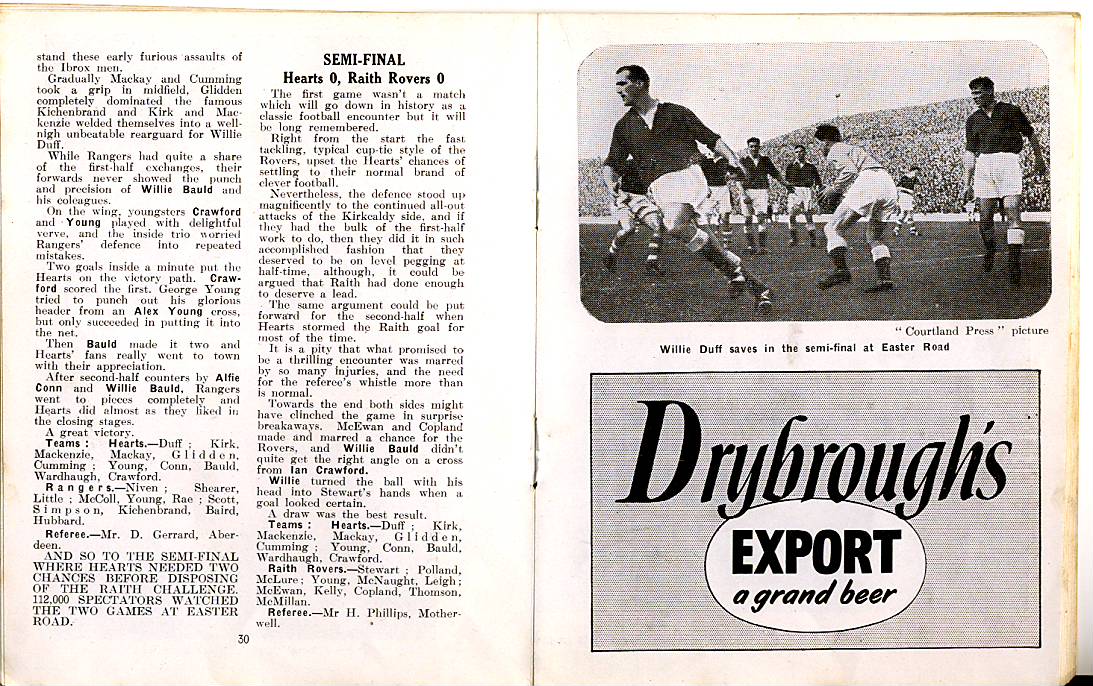 stand these early furious assaults of
the Ibrox men.
Gradually Mackay and Cumming
took a grip in midfield, Glidden
completely dominated the famous
Kichenbrand and Kirk and Mac-
kenzie welded themselves into a well-
nigh unbeatable rearguard for Willie
Duff.
While Rangers had quite a share
of the first-half exchanges, their
forwards never showed the punch
and precision of Willie Bauld and
his coleagues.
On the wing, youngsters Crawford
and Young played with delightful
verve, and the inside trio worried
Rangers' defence into repeated
mistakes.
Two goals inside a minute put the
Hearts on the victory path. Craw-
ford scored the first. George Young
tried to punch out his glorious
header from an Alex Young cross,
but only succeeded in putting it into
the net.
Then Bauld made it two and
Hearts' fans really went to town
with their appreciation.
After second-half counters by Alfie
Conn and Willie Bauld, Rangers
went to pieces completely and
Hearts did almost as they liked in
the closing stages.
A great victory.
Teams : Hearts.—Duff ; Kirk,
Mackenzie, Mackay, Glidden,
Cumming ; Young, Conn, Bauld,
Wardhaugh, Crawford.
Rangers.—Niven ; Shearer,
Little ; McColl, Young, Rae ; Scott,
Simpson, Kichenbrand, Baird,
Hubbard.
Referee.—Mr. D. Gerrard, Aber-
deen.
AND SO TO THE SEMI-FINAL
WHERE HEARTS NEEDED TWO
CHANCES BEFORE DISPOSING
OF THE RAITH CHALLENGE.
112,000 SPECTATORS WATCHED
THE TWO GAMES AT EASTER
ROAD.
SEMI-FINAL
Hearts 0, Raith Rovers 0
The first game wasn't a match
which will go down in history as a
classic football encounter but it will
be long remembered.
Right from the start the fast
tackling, typical cup-tie style of the
Rovers, upset the Hearts' chances of
settling to their normal brand of
clever football.
Nevertheless, the defence stood up
magnificently to the continued all-out
attacks of the Kirkcaldy side, and if
they had the bulk of the first-half
work to do, then they did it in such
accomplished fashion that they
deserved to be on level pegging at
half-time, although, it could be
argued that Raith had done enough
to deserve a lead.
The same argument could be put
forward for the second-half when
Hearts stormed the Raith goal for
most of the time.
It is a pity that what promised to
be a thrilling encounter was marred
by so many injuries, and the need
for the referee's whistle more than
is normal.
Towards the end both sides might
have clinched the game in surprise
breakaways. McEwan and Copland
made and marred a chance for the
Rovers, and Willie Bauld didn't
quite get the right angle on a cross
from Ian Crawford.
Willie turned the ball with his
head into Stewart's hands when a
goal looked certain.
A draw was the best result.
Teams : Hearts.—Duff ; Kirk,
Mackenzie, Mackay, Glidden,
Cumming ; Young, Conn, Bauld,
Wardhaugh, Crawford.
Raith Rovers.—Stewart ; Polland,
McLure ; Young, McNaught, Leigh ;
McEwan, Kelly, Copland, Thomson,
McMillan.
Referee.—Mr H. Phillips, Mother-
well.
30
"Courtland Press" picture
Willie Duff saves in the semi-final at Easter Road
Drybrough's
EXPORT
a grand beer